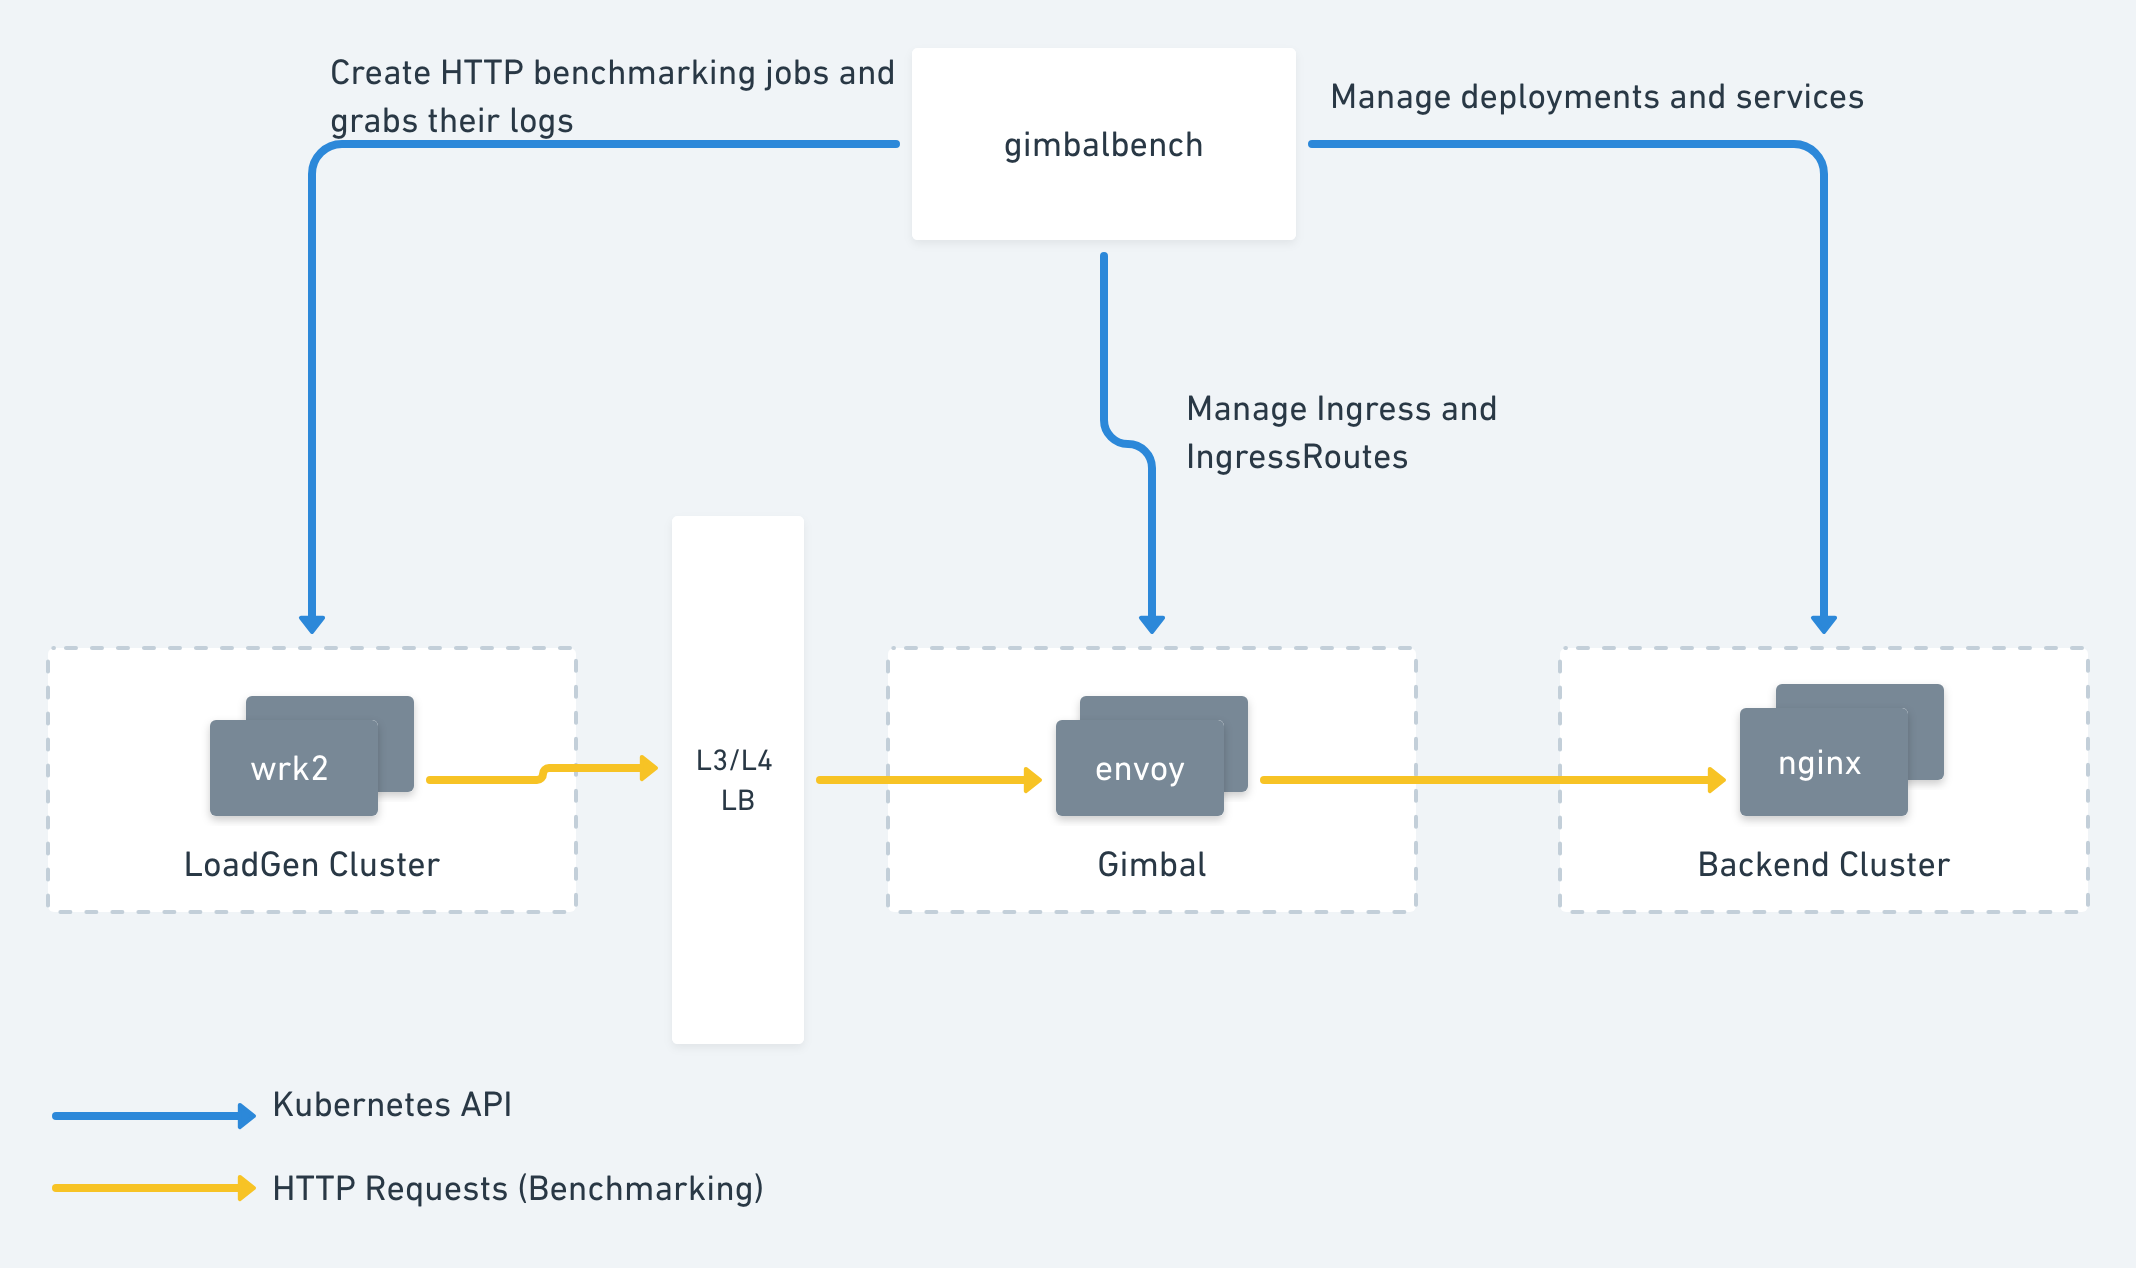 Create HTTP benchmarking jobs and
grabs their logs
gimbalbench
Manage deployments and services
Manage Ingress and
IngressRoutes
wrk2
LoadGen Cluster
L3/L4
LB
envoy
Gimbal
nginx
Backend Cluster
Kubernetes API
HTTP Requests (Benchmarking)